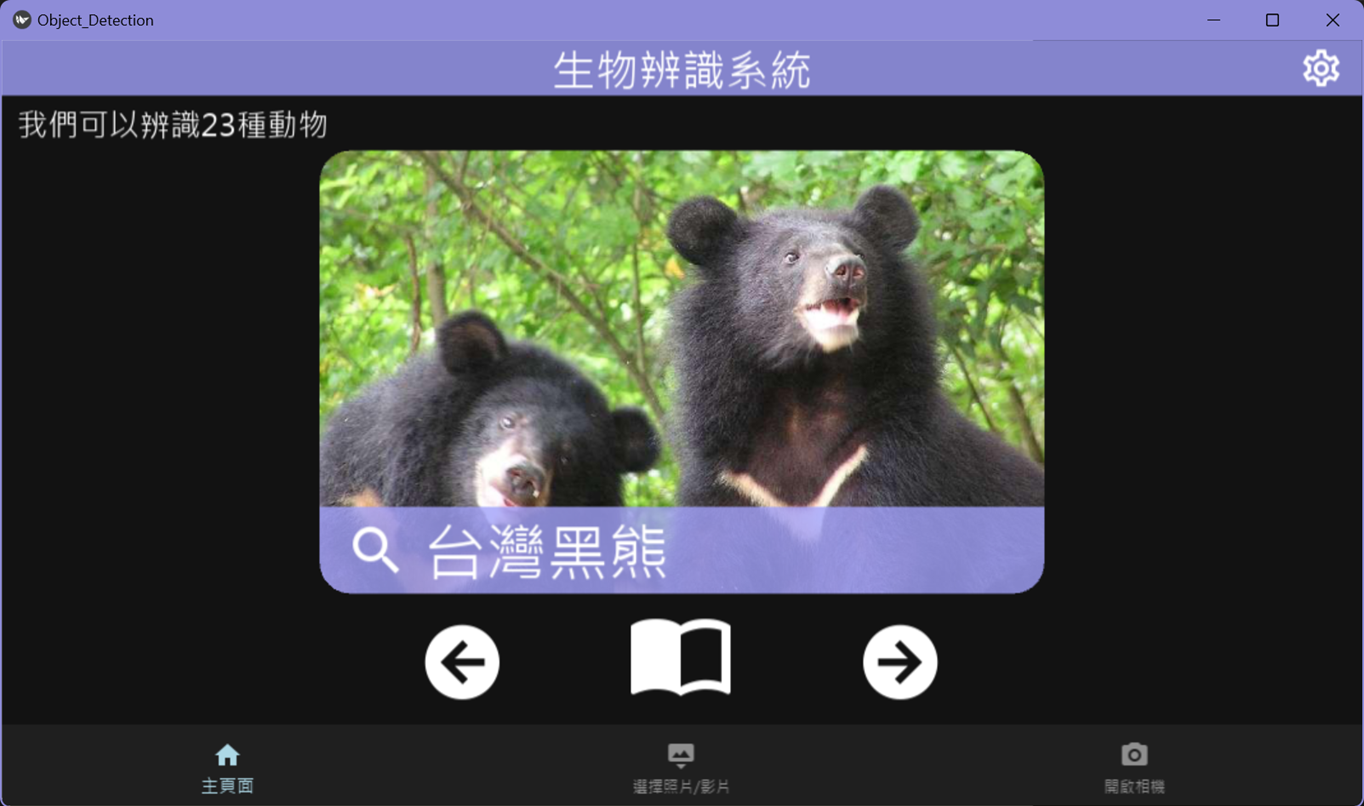 Object_Detection
生物辨識系統
我們可以辨識23種動物
台灣黑熊
主頁面
選擇照片/影片
開啟相機